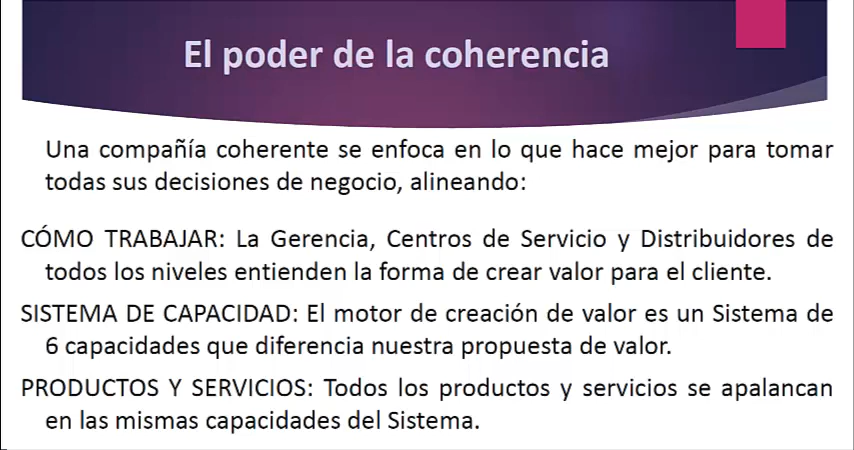 El poder de la coherencia
Una compañía coherente se enfoca en lo que hace mejor para tomar
todas sus decisiones de negocio, alineando:
CÓMO TRABAJAR: La Gerencia, Centros de Servicio y Distribuidores de
todos los niveles entienden la forma de crear valor para el cliente.
SISTEMA DE CAPACIDAD: El motor de creación de valor es un Sistema de
6 capacidades que diferencia nuestra propuesta de valor.
PRODUCTOS Y SERVICIOS: Todos los productos y servicios se apalancan
en las mismas capacidades del Sistema.